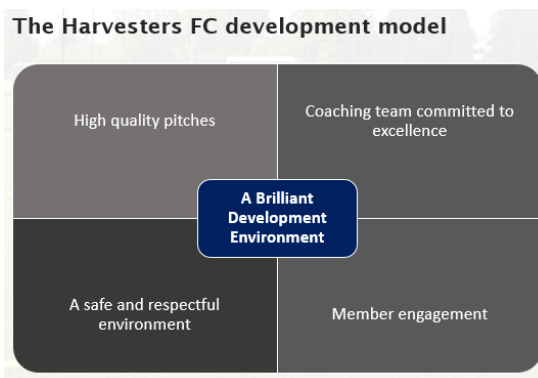 The Harvesters FC development model
High quality pitches
Coaching team committed to
excellence
A Brilliant
Development
Environment
A safe and respectful
environment
Member engagement